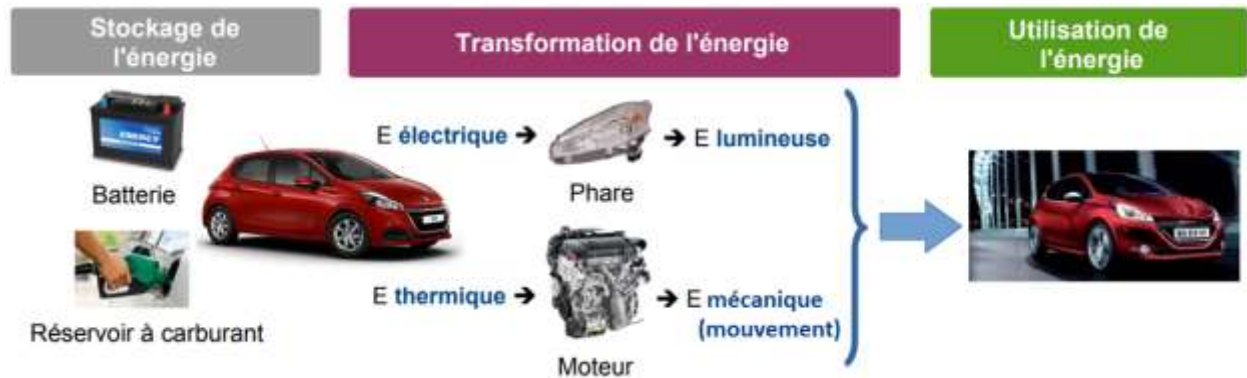 Stockage de
l'énergie
Transformation de l'énergie
Utilisation de
l'énergie
ENERGY
Batterie
E électrique ➔
➔ E lumineuse
Phare
Réservoir à carburant
E thermique ➔
➔ E mécanique
(mouvement)
Moteur